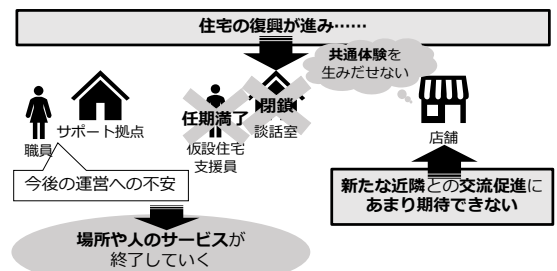 住宅の復興が進み……
共通体験を
生みだせない
任期満了
閉鎖
職員
サポート拠点
仮設住宅
支援員
談話室
店舗
今後の運営への不安
新たな近隣との交流促進に
あまり期待できない
場所や人のサービスが
終了していく